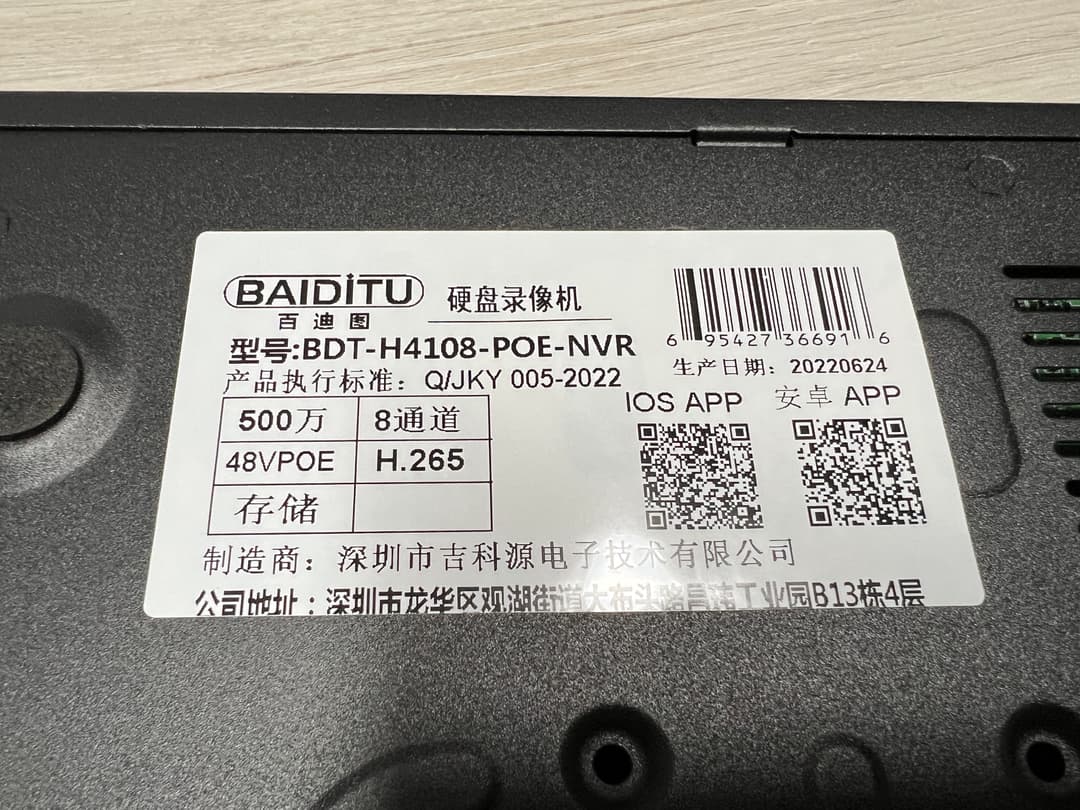 BAIDITU
百迪图
硬盘录像机
型号:BDT-H4108-POE-NVR
产品执行标准：Q/JKY 005-2022
500万 8通道
48VPOE H.265
存储
6 95427 36691 6
生产日期：20220624
IOS APP
安卓 APP
制造商：深圳市吉科源电子技术有限公司
公司地址：深圳市龙华区观湖街道大布头路 工业园B13栋4层